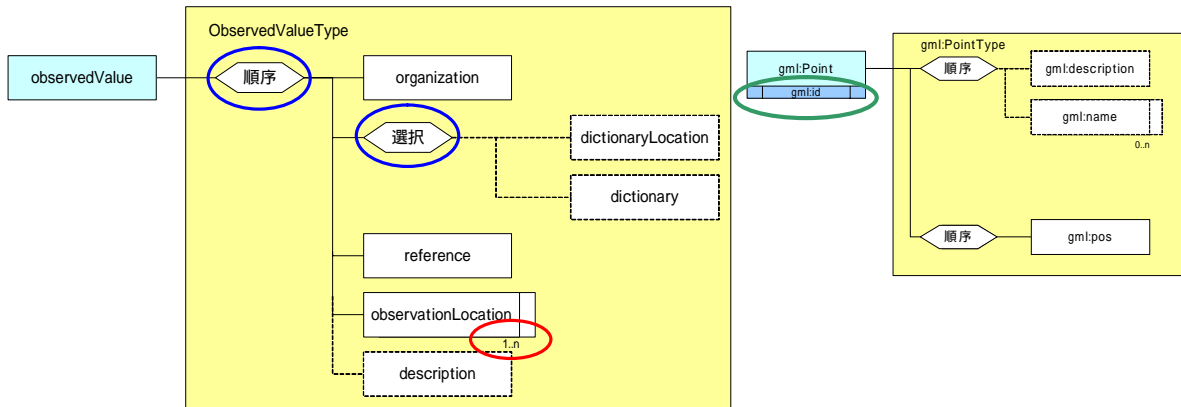 ObservedValueType
observedValue
順序
organization
選択
dictionaryLocation
dictionary
reference
observationLocation
1..n
description
gml:PointType
gml:Point
gml:id
順序
gml:description
gml:name
0..n
順序
gml:pos